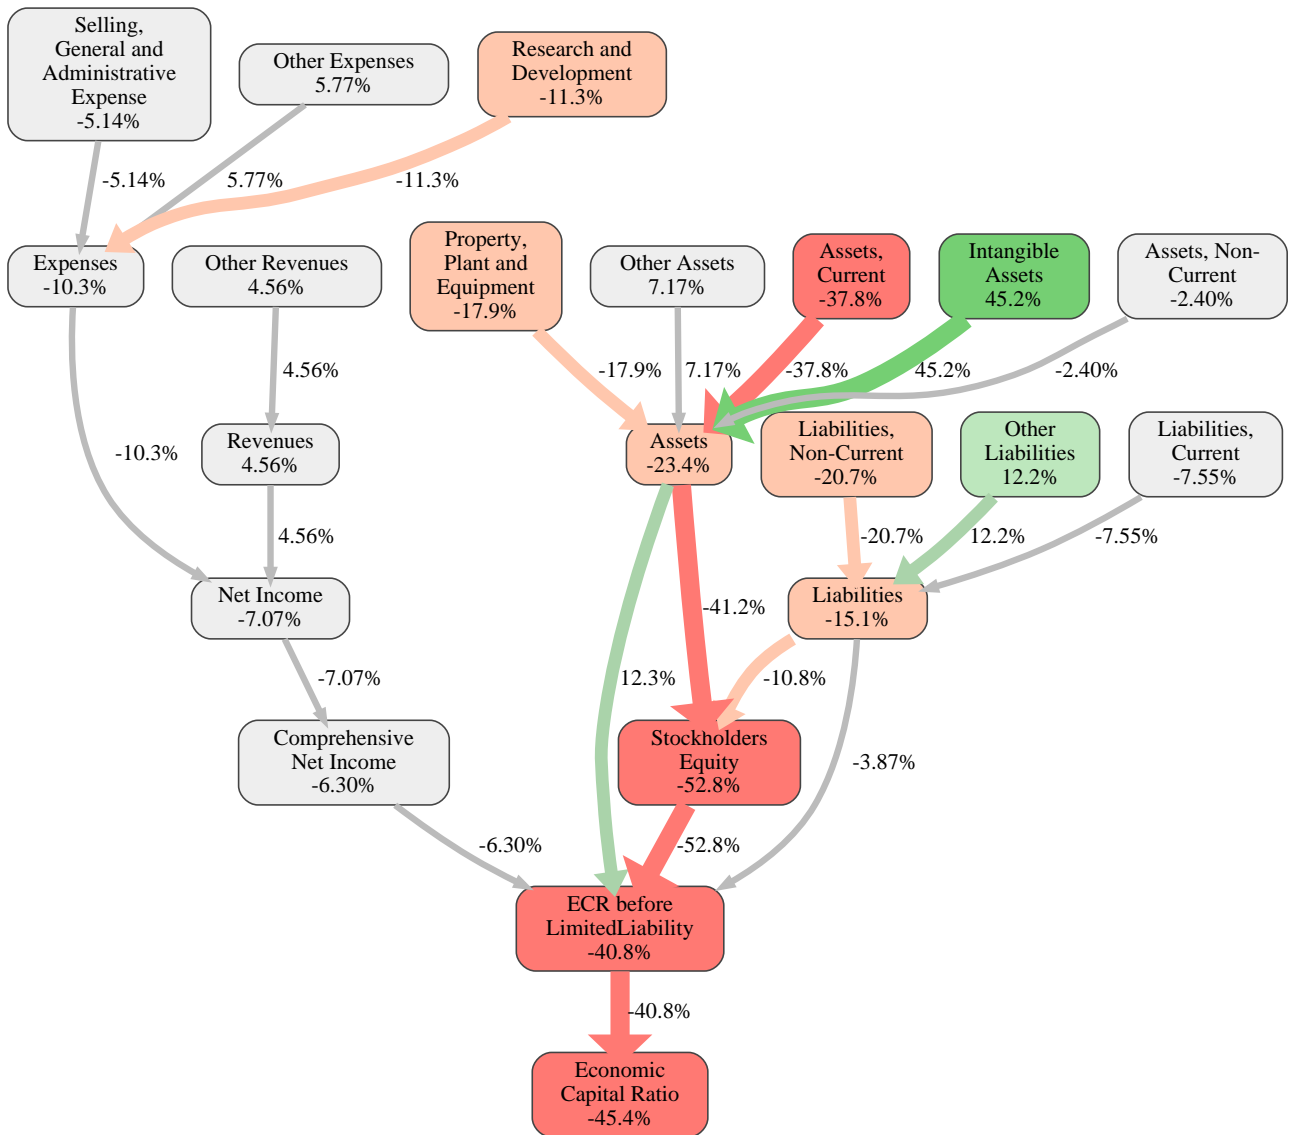 Selling,
General and
Administrative
Expense
-5.14%
Other Expenses
5.77%
Research and
Development
-11.3%
-5.14%
5.77%
-11.3%
Expenses
-10.3%
Other Revenues
4.56%
Property,
Plant and
Equipment
-17.9%
Other Assets
7.17%
Assets,
Current
-37.8%
Intangible
Assets
45.2%
Assets, Non-
Current
-2.40%
4.56%
-17.9%
7.17%
-37.8%
45.2%
-2.40%
-10.3%
Revenues
4.56%
Assets
-23.4%
Liabilities,
Non-Current
-20.7%
Other
Liabilities
12.2%
Liabilities,
Current
-7.55%
4.56%
-20.7%
12.2%
-7.55%
Net Income
-7.07%
-41.2%
Liabilities
-15.1%
-7.07%
12.3%
-10.8%
Comprehensive
Net Income
-6.30%
Stockholders
Equity
-52.8%
-3.87%
-6.30%
-52.8%
ECR before
LimitedLiability
-40.8%
-40.8%
Economic
Capital Ratio
-45.4%